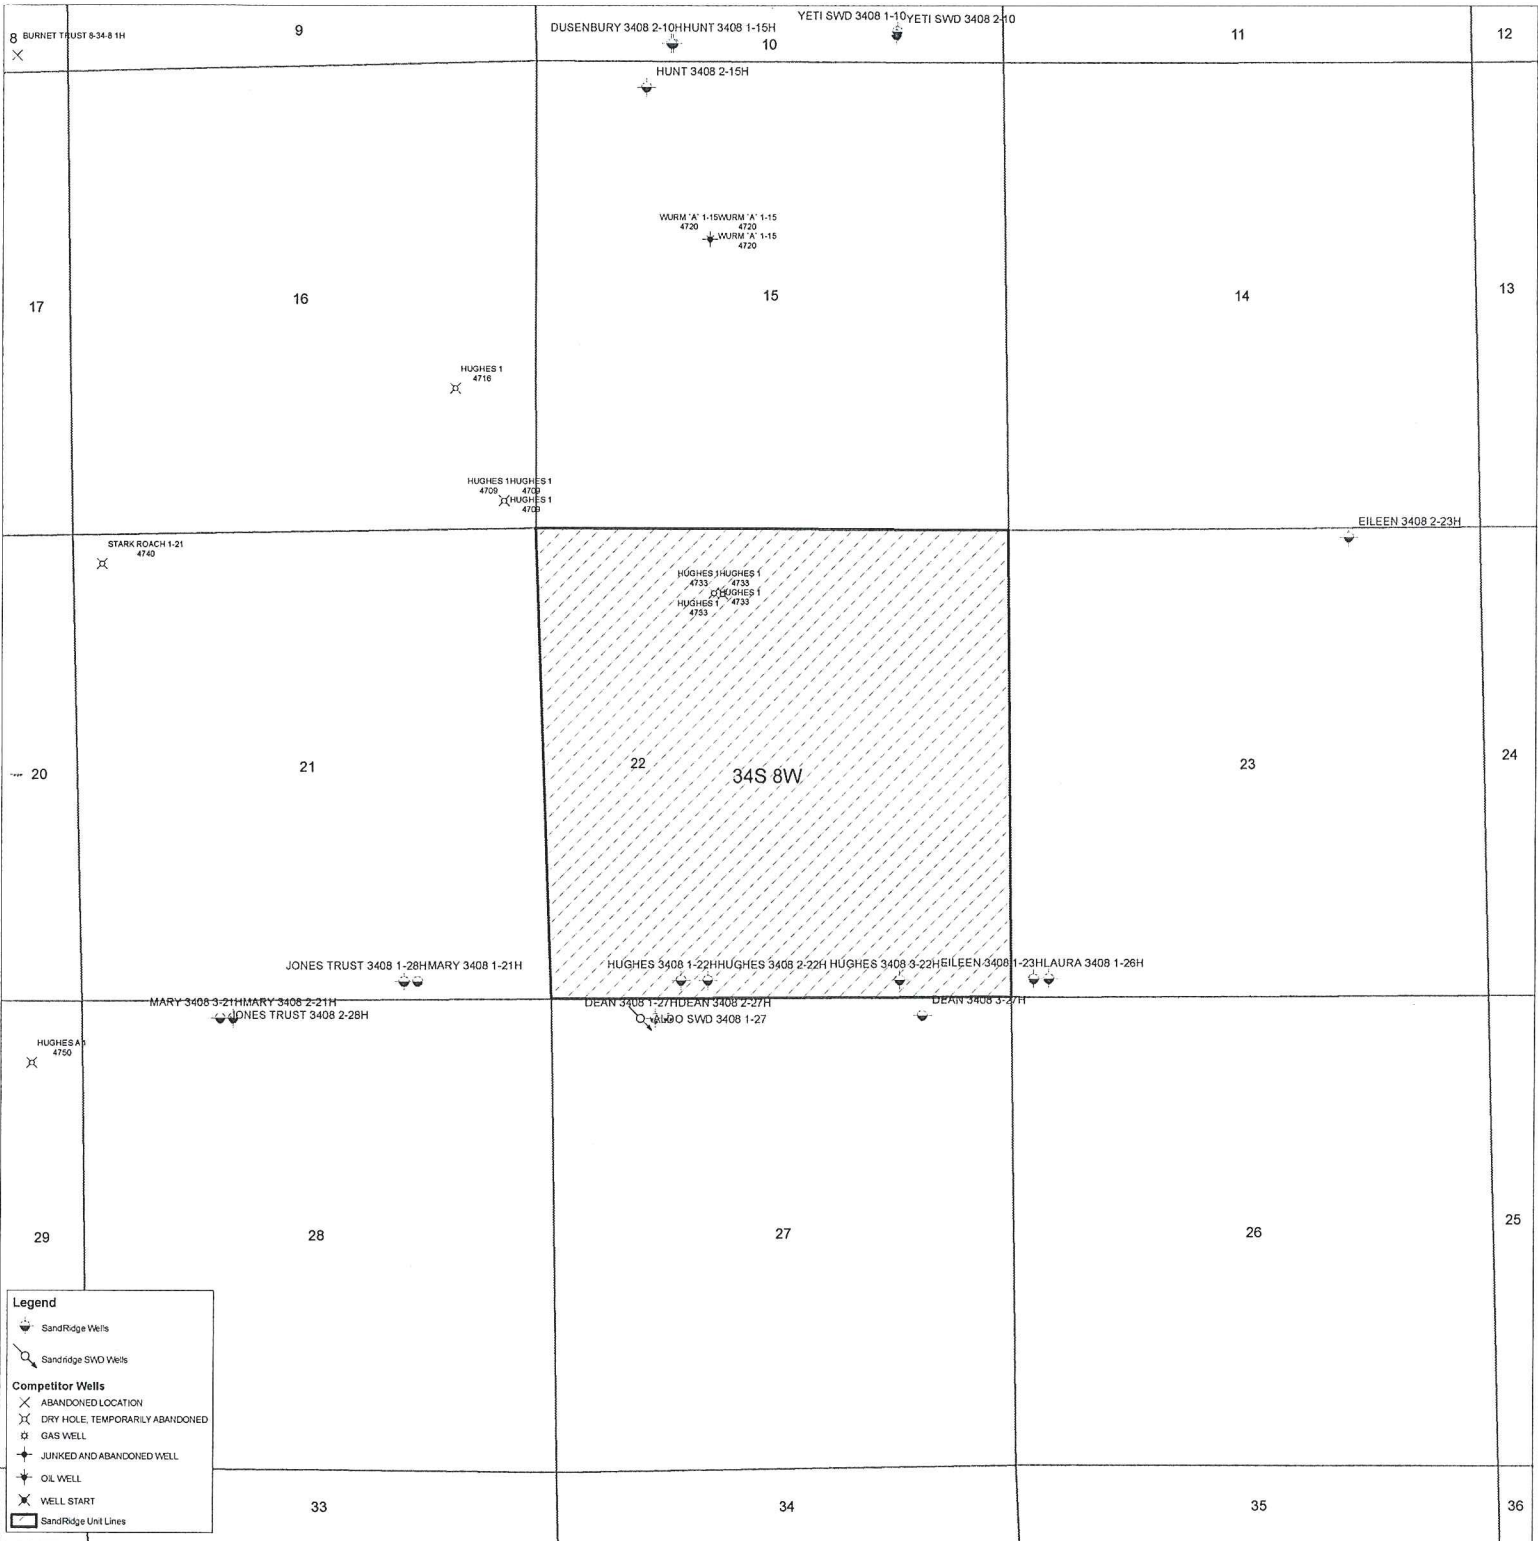 8 BURNET TRUST 8-34-8 1H
9
DUSENBURY 3408 2-10HHUNT 3408 1-15H
10
YETI SWD 3408 1-10
YETI SWD 3408 2-10
11
12
HUNT 3408 2-15H
WURM 'A' 1-15WURM 'A' 1-15
4720 4720
WURM 'A' 1-15
4720
17
16
15
14
13
HUGHES 1
4716
HUGHES 1HUGHES 1
4709 4709
HUGHES 1
4709
EILEEN 3408 2-23H
STARK ROACH 1-21
4740
HUGHES 1HUGHES 1
4733 4733
HUGHES 1
4733
HUGHES 1
4733
20
21
22
34S 8W
23
24
JONES TRUST 3408 1-28HMARY 3408 1-21H
HUGHES 3408 1-22HHUGHES 3408 2-22H
HUGHES 3408 3-22HEILEEN 3408 1-23HLAURA 3408 1-26H
MARY 3408 3-21HMARY 3408 2-21H
JONES TRUST 3408 2-28H
DEAN 3408 1-27HDEAN 3408 2-27H
ALDO SWD 3408 1-27
DEAN 3408 3-27H
HUGHES A 1
4750
29
28
27
26
25
Legend
SandRidge Wells
Sandridge SWD Wells
Competitor Wells
ABANDONED LOCATION
DRY HOLE, TEMPORARILY ABANDONED
GAS WELL
JUNKED AND ABANDONED WELL
OIL WELL
WELL START
SandRidge Unit Lines
33
34
35
36